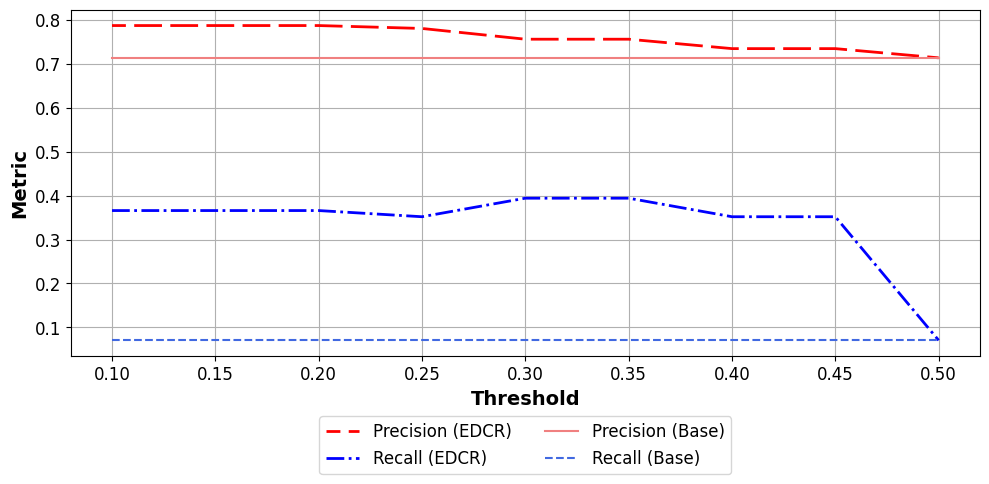 0.8
0.7
0.6
0.5
0.4
0.3
0.2
0.1
Metric
0.10 0.15 0.20 0.25 0.30 0.35 0.40 0.45 0.50
Threshold
Precision (EDCR) Precision (Base)
Recall (EDCR) Recall (Base)